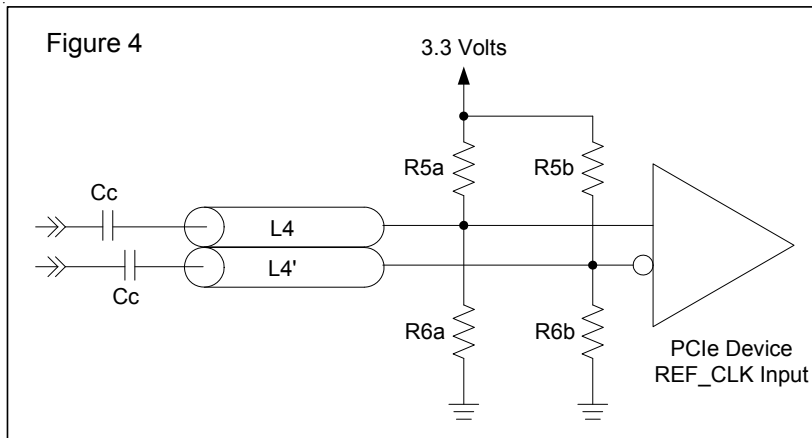 Figure 4
3.3 Volts
R5a
R5b
Cc
L4
L4'
Cc
R6a
R6b
PCIe Device
REF_CLK Input